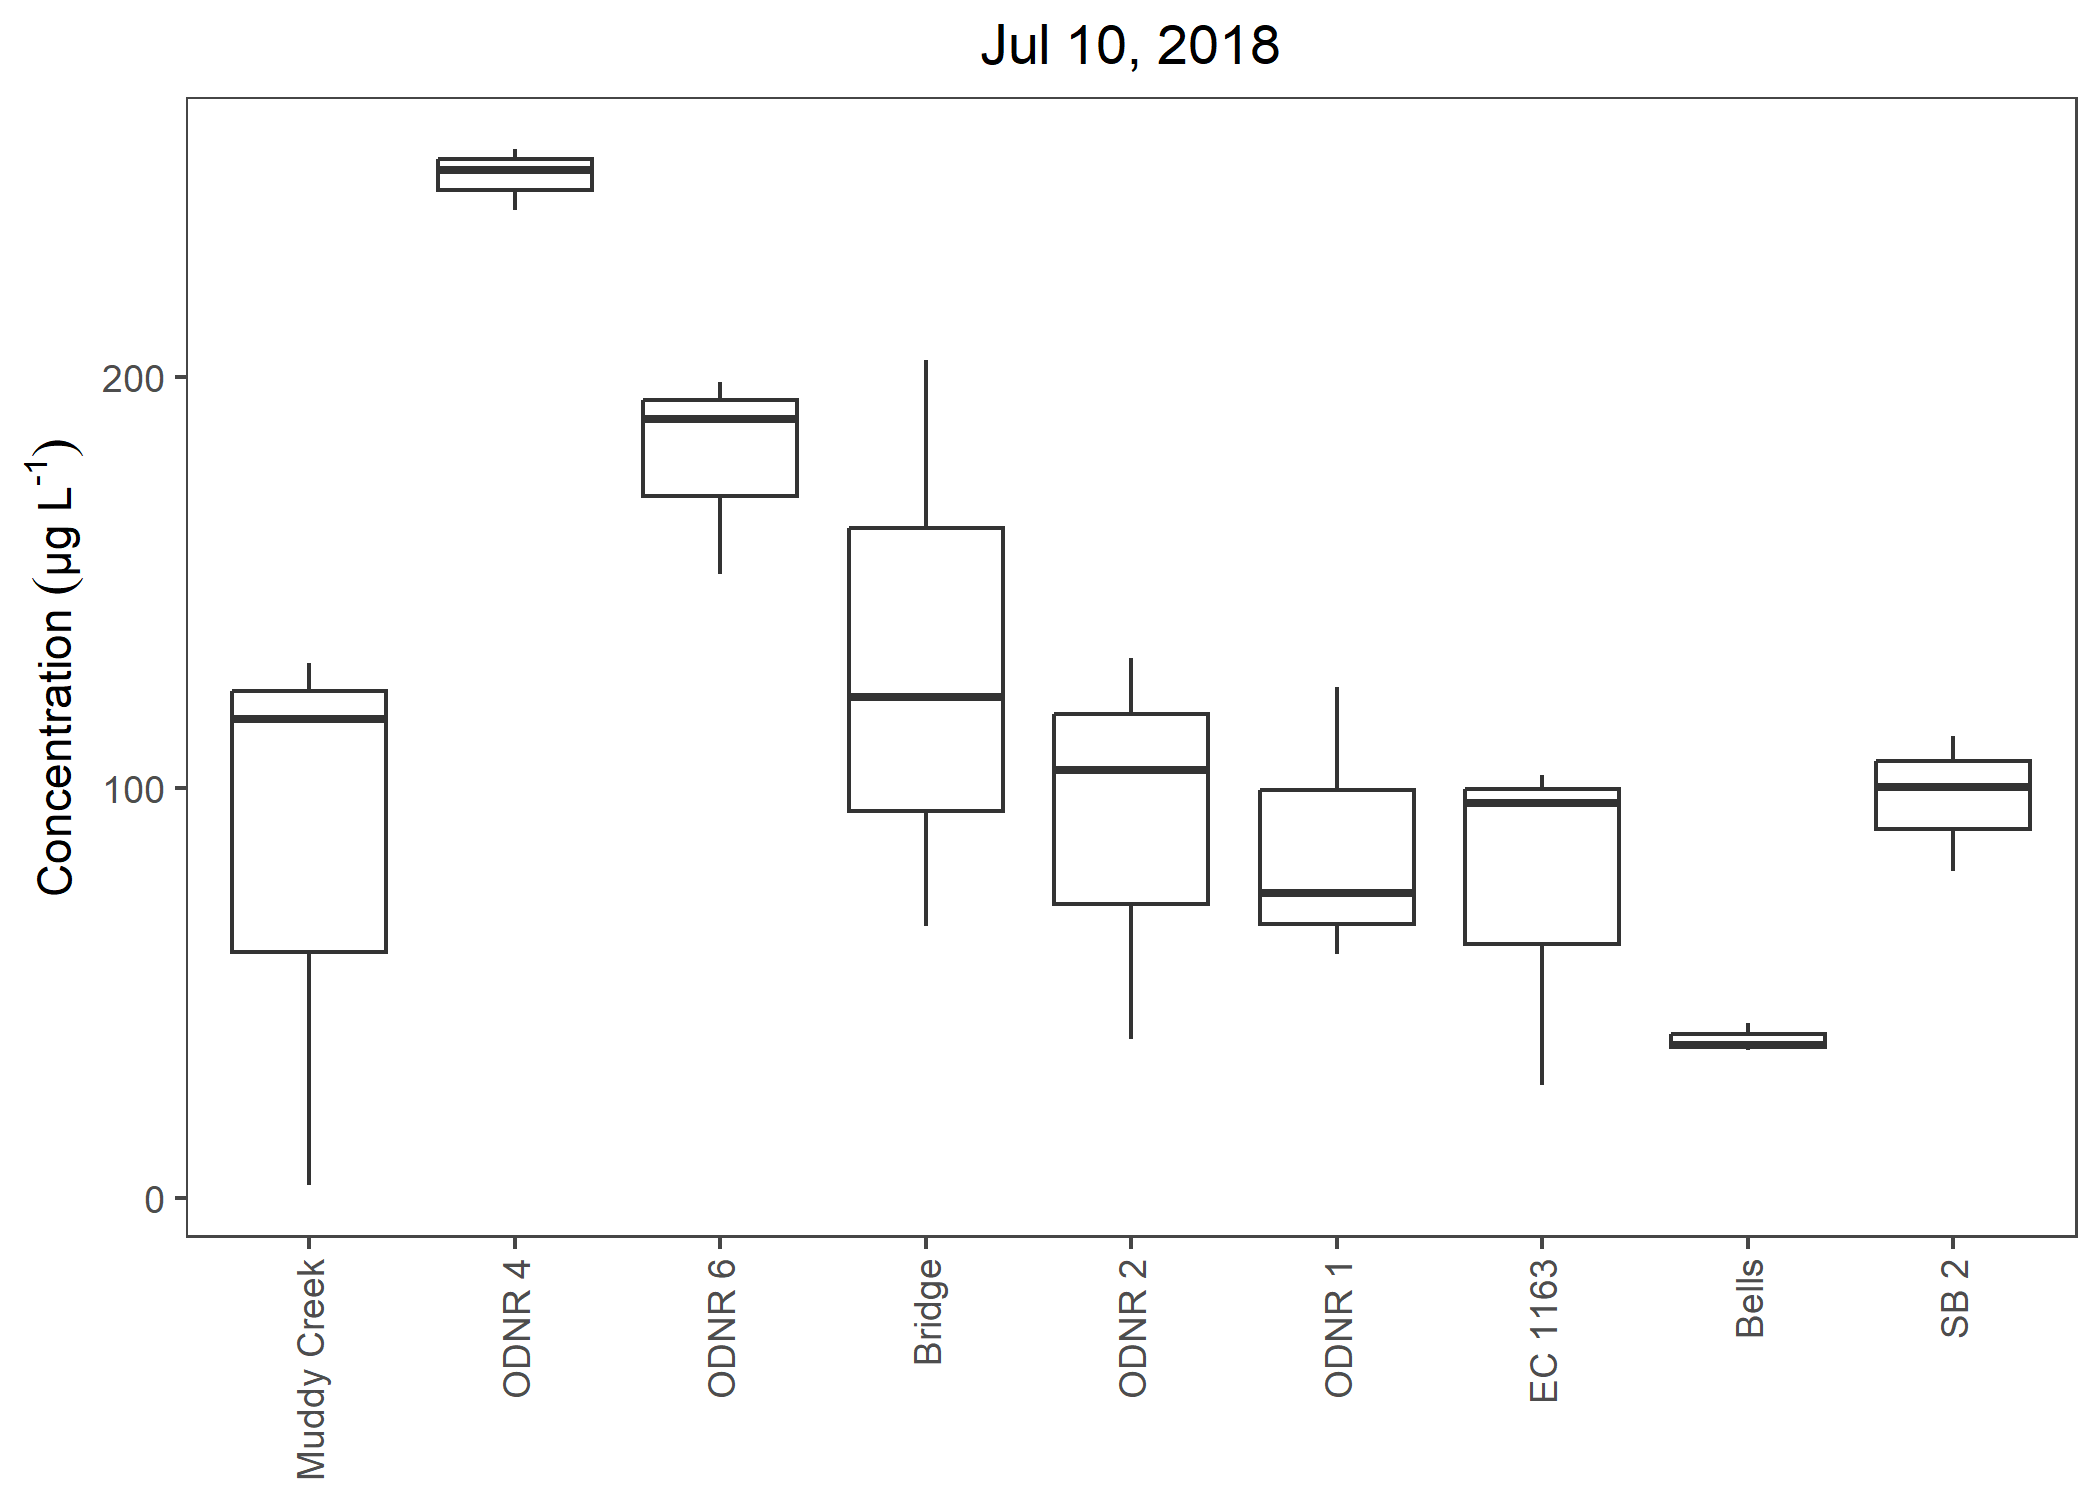 Jul 10, 2018
Concentration (µg L⁻¹)
200
100
0
Muddy Creek
ODNR 4
ODNR 6
Bridge
ODNR 2
ODNR 1
EC 1163
Bells
SB 2